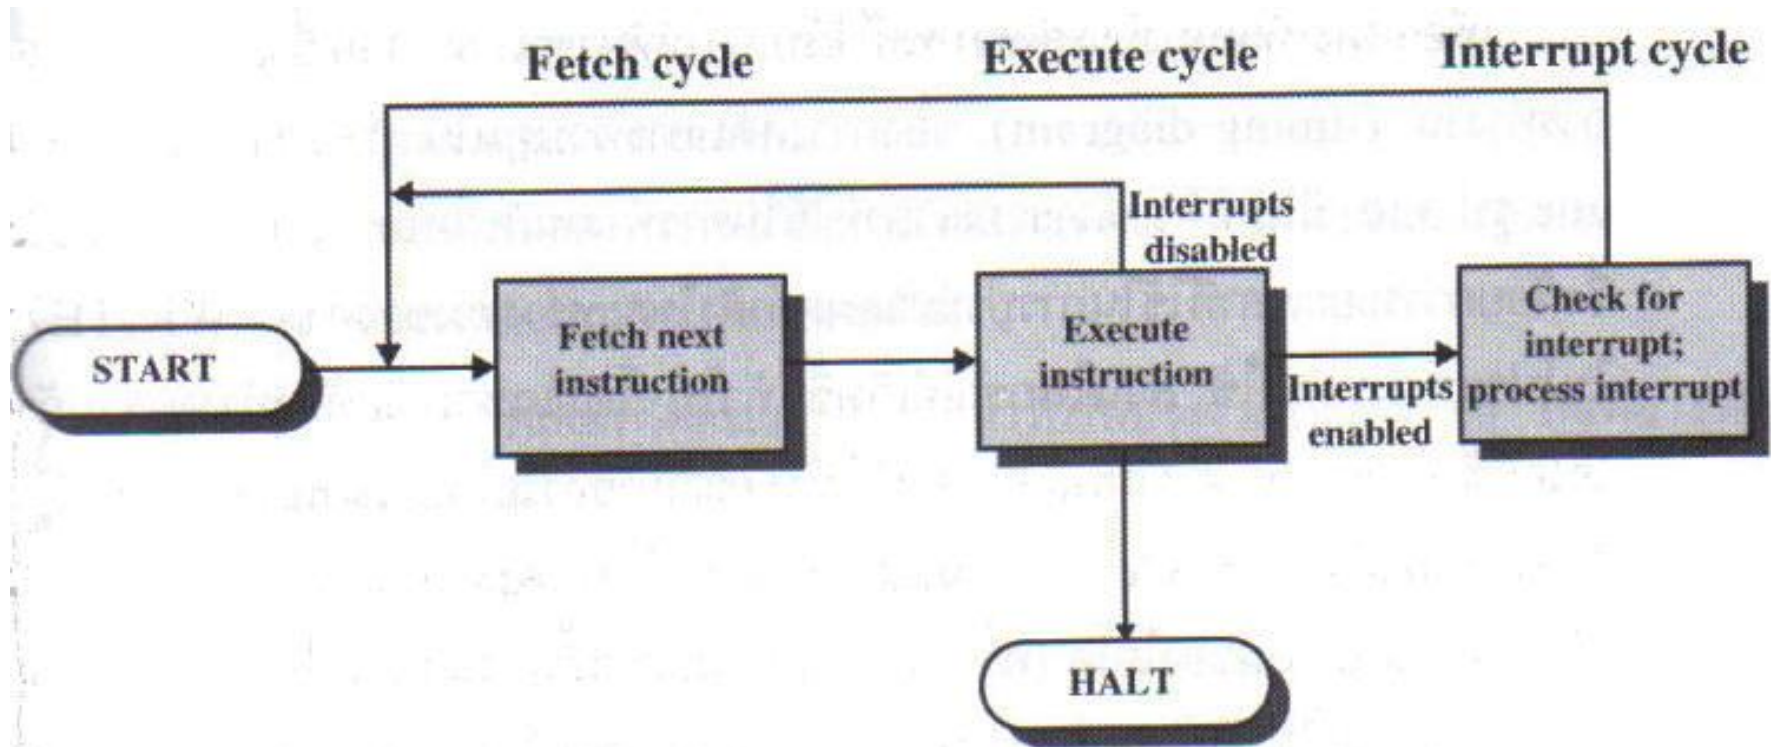 Fetch cycle
Execute cycle
Interrupt cycle
Interrupts
disabled
START
Fetch next
instruction
Execute
instruction
Interrupts
enabled
Check for
interrupt;
process interrupt
HALT